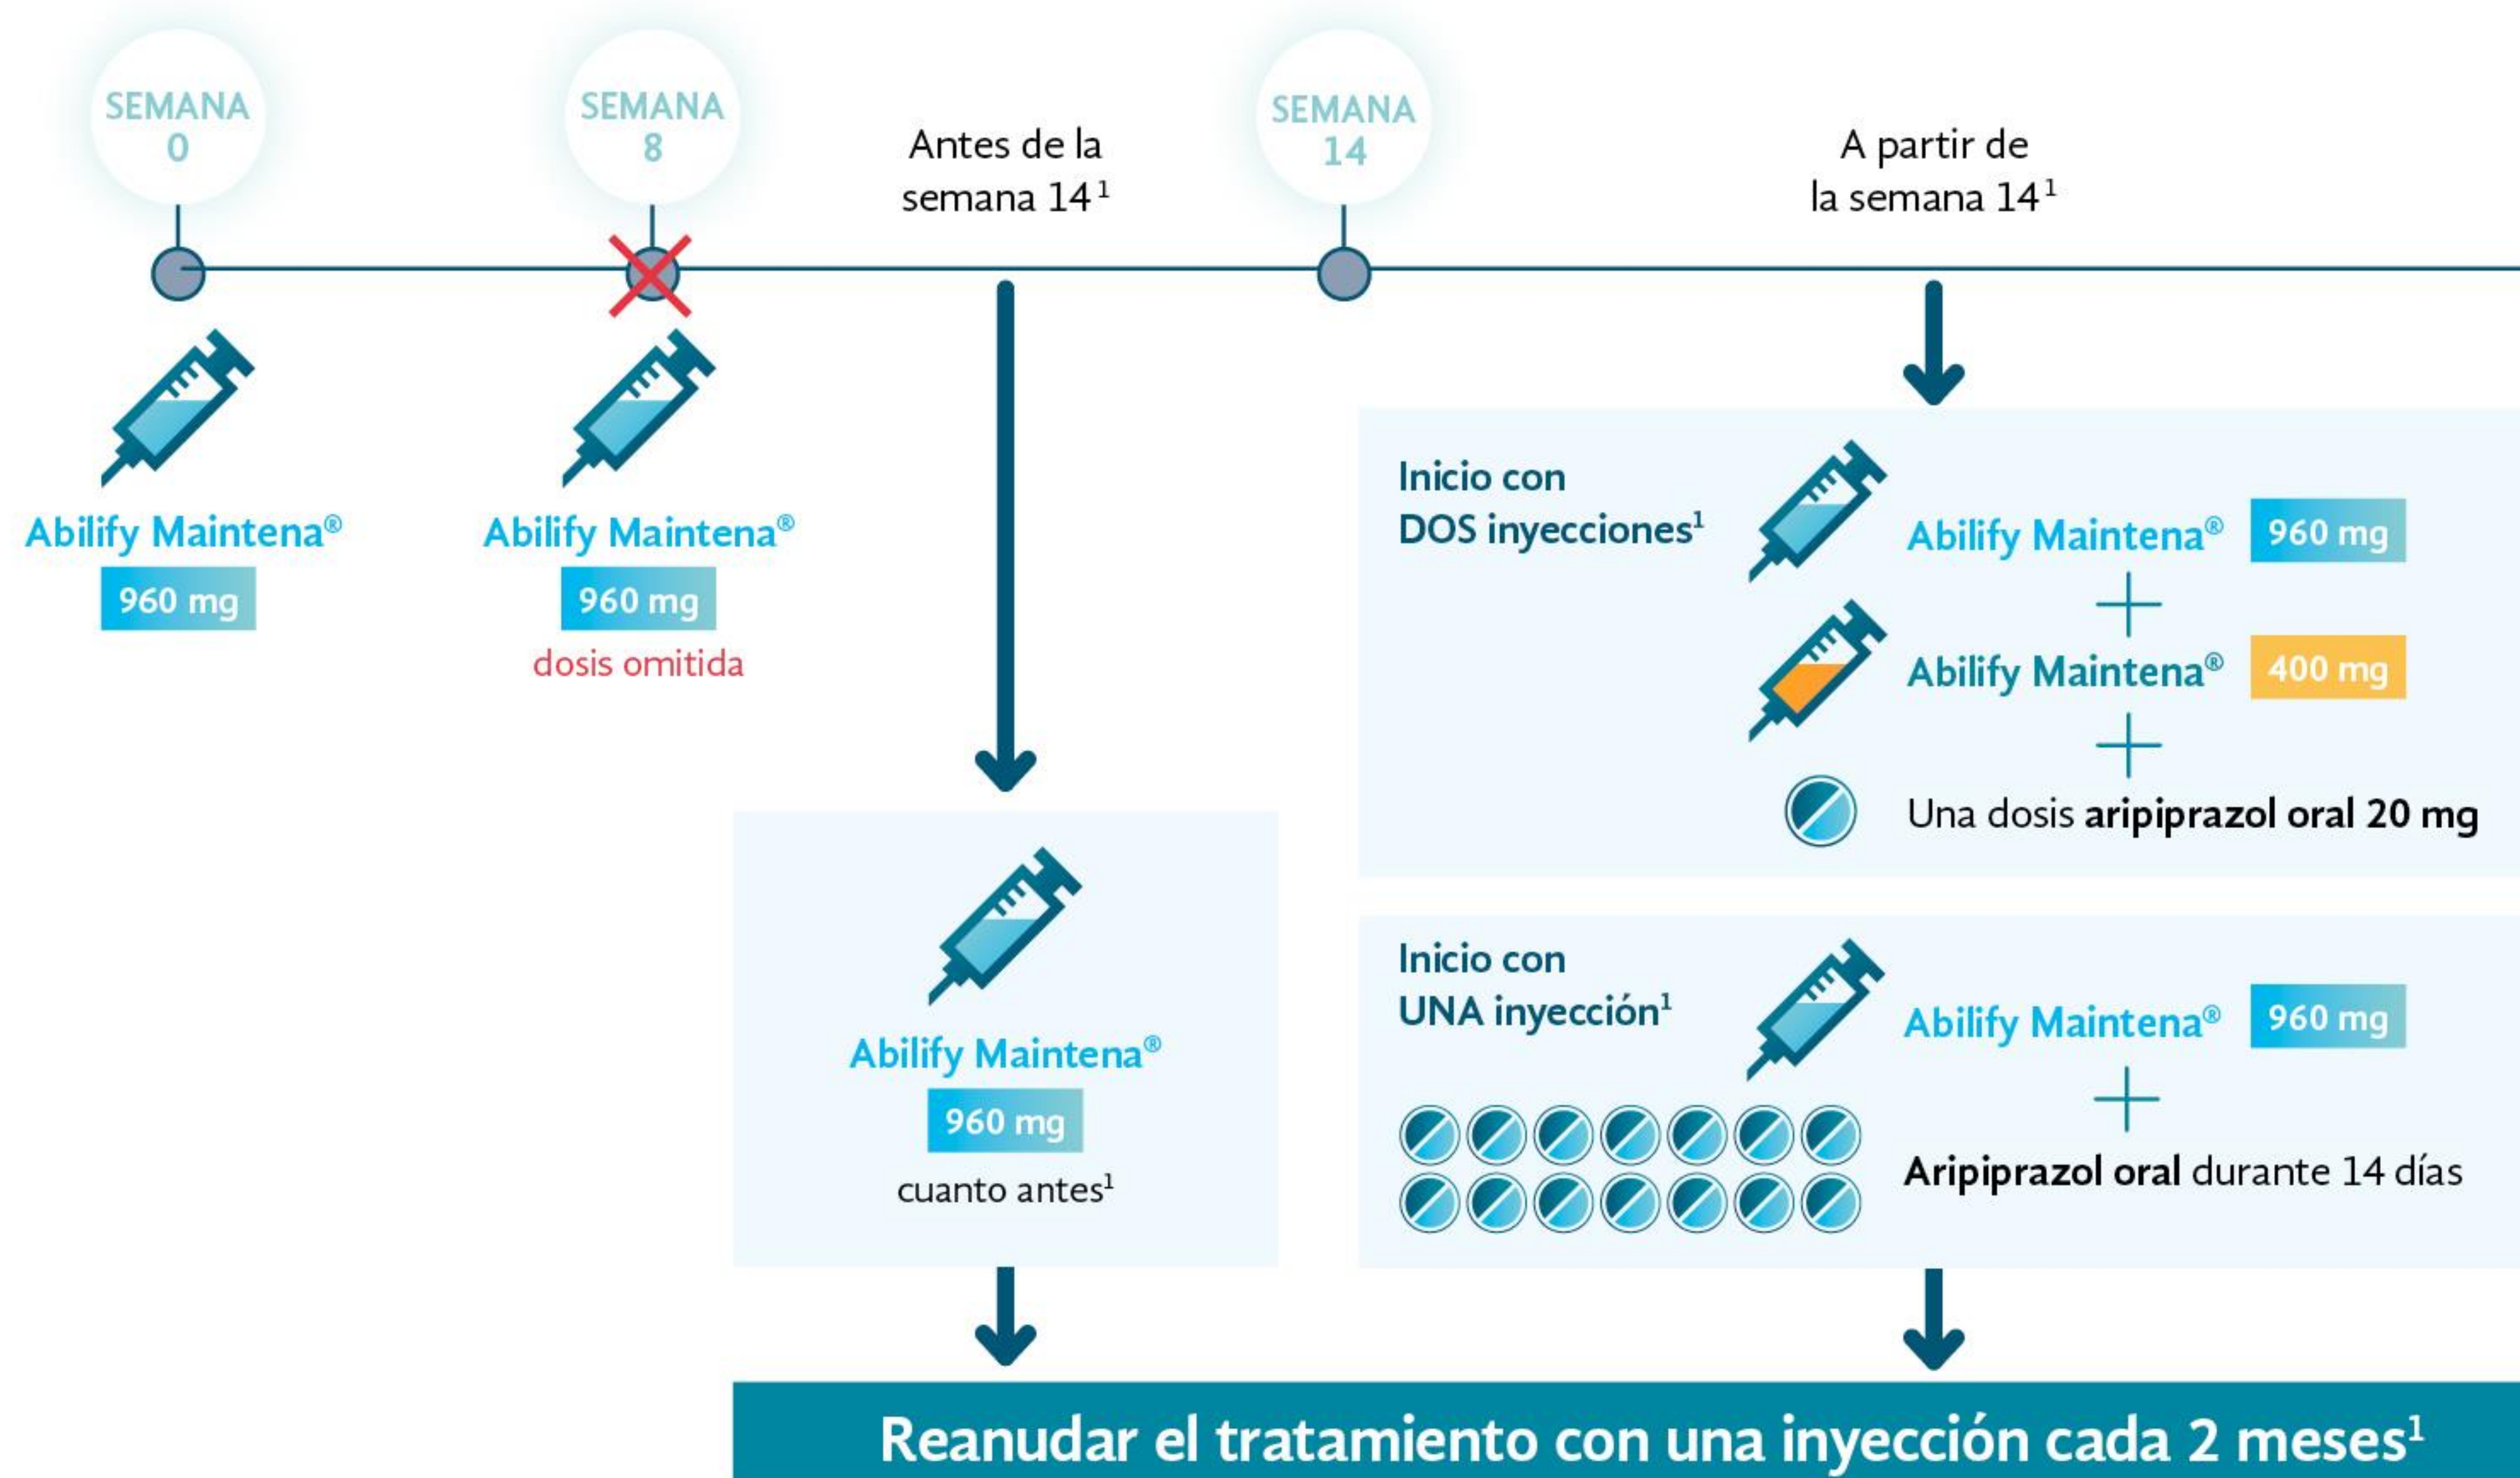 SEMANA
0
SEMANA
8
Antes de la
semana 14¹
SEMANA
14
A partir de
la semana 14¹
Abilify Maintena®
960 mg
Abilify Maintena®
960 mg
dosis omitida
Abilify Maintena®
960 mg
cuanto antes¹
Inicio con
DOS inyecciones¹
Abilify Maintena® 960 mg
+
Abilify Maintena® 400 mg
+
Una dosis aripiprazol oral 20 mg
Inicio con
UNA inyección¹
Abilify Maintena® 960 mg
+
Aripiprazol oral durante 14 días
Reanudar el tratamiento con una inyección cada 2 meses¹